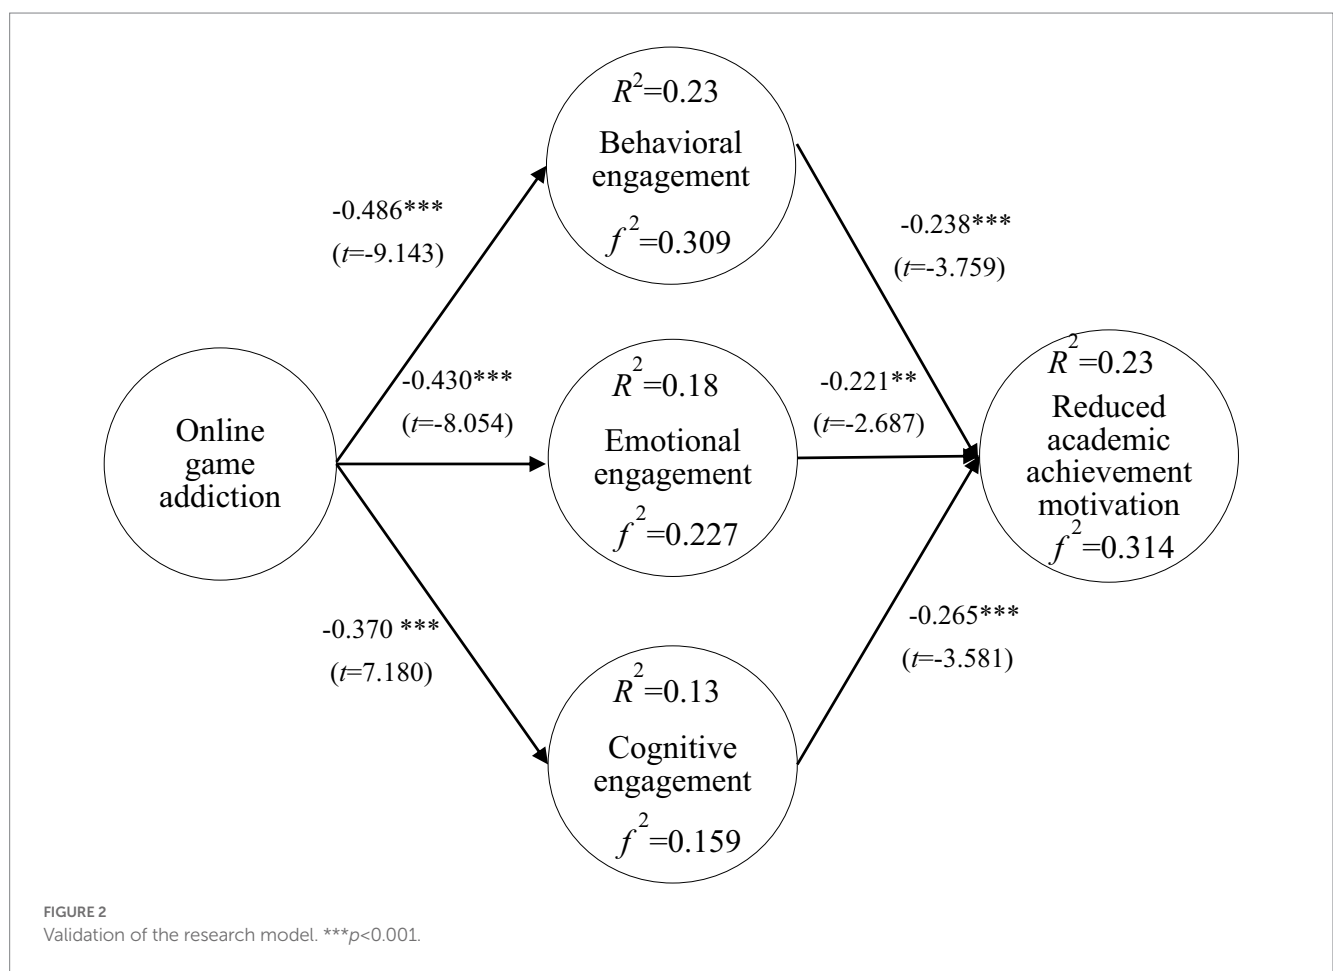 R²=0.23
Behavioral
engagement
f²=0.309
-0.486***
(t=-9.143)
-0.238***
(t=-3.759)
-0.430***
(t=-8.054)
R²=0.18
Emotional
engagement
f²=0.227
-0.221**
(t=-2.687)
Online
game
addiction
R²=0.23
Reduced
academic
achievement
motivation
f²=0.314
-0.370 ***
(t=7.180)
R²=0.13
Cognitive
engagement
f²=0.159
-0.265***
(t=-3.581)
FIGURE 2
Validation of the research model. ***p<0.001.